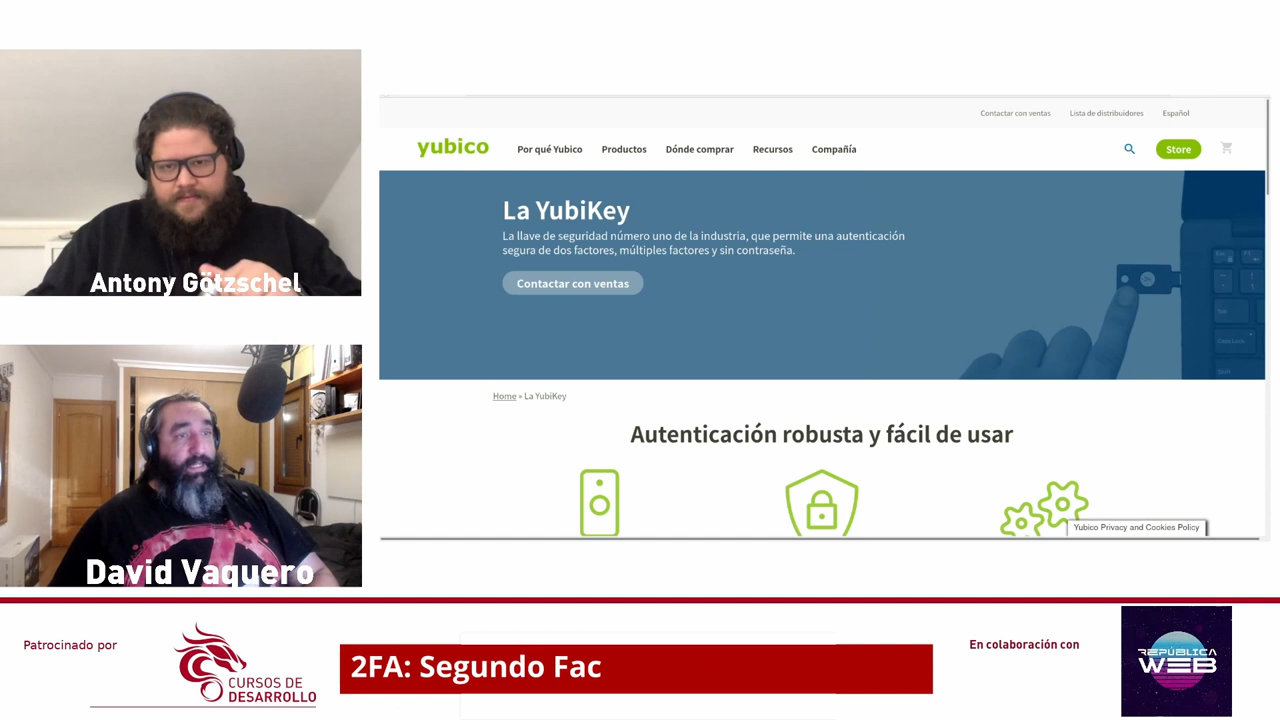 Antony Götzschel
David Vaquero
Contactar con ventas
Lista de distribuidores
Español
yubico
Por qué Yubico
Productos
Dónde comprar
Recursos
Compañía
Store
La YubiKey
La llave de seguridad número uno de la industria, que permite una autenticación
segura de dos factores, múltiples factores y sin contraseña.
Contactar con ventas
Home » La YubiKey
Autenticación robusta y fácil de usar
Yubico Privacy and Cookies Policy
Patrocinado por
CURSOS DE
DESARROLLO
2FA: Segundo Fac
En colaboración con
REPÚBLICA
WEB